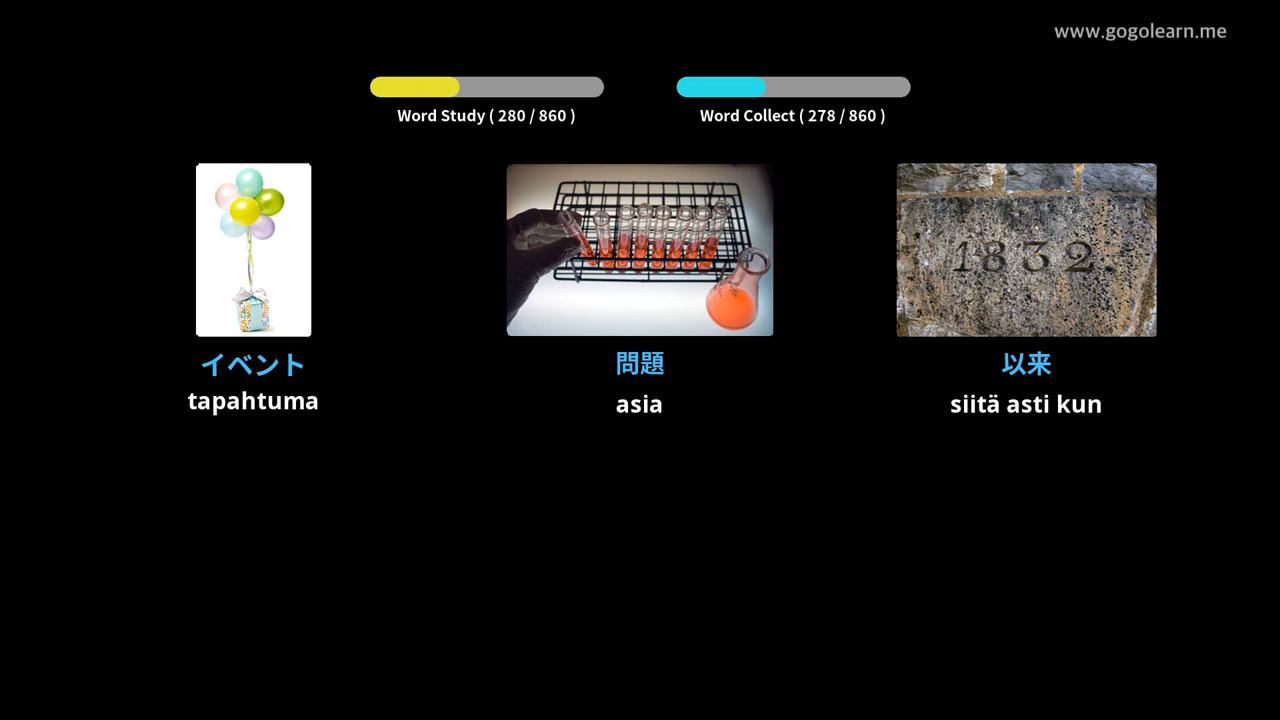 www.gogolearn.me
Word Study ( 280 / 860 )
Word Collect ( 278 / 860 )
1832.
イベント
問題
以来
tapahtuma
asia
siitä asti kun